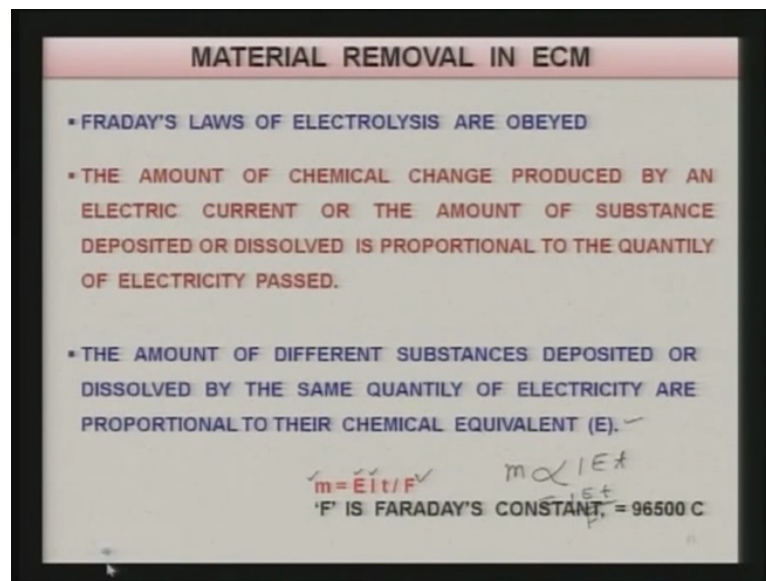 MATERIAL REMOVAL IN ECM
▪ FRADAY'S LAWS OF ELECTROLYSIS ARE OBEYED
▪ THE AMOUNT OF CHEMICAL CHANGE PRODUCED BY AN
ELECTRIC CURRENT OR THE AMOUNT OF SUBSTANCE
DEPOSITED OR DISSOLVED IS PROPORTIONAL TO THE QUANTILY
OF ELECTRICITY PASSED.
▪ THE AMOUNT OF DIFFERENT SUBSTANCES DEPOSITED OR
DISSOLVED BY THE SAME QUANTILY OF ELECTRICITY ARE
PROPORTIONAL TO THEIR CHEMICAL EQUIVALENT (E).
m ∝ I E t
m = E I t / F
= I E t / F
'F' IS FARADAY'S CONSTANT, = 96500 C